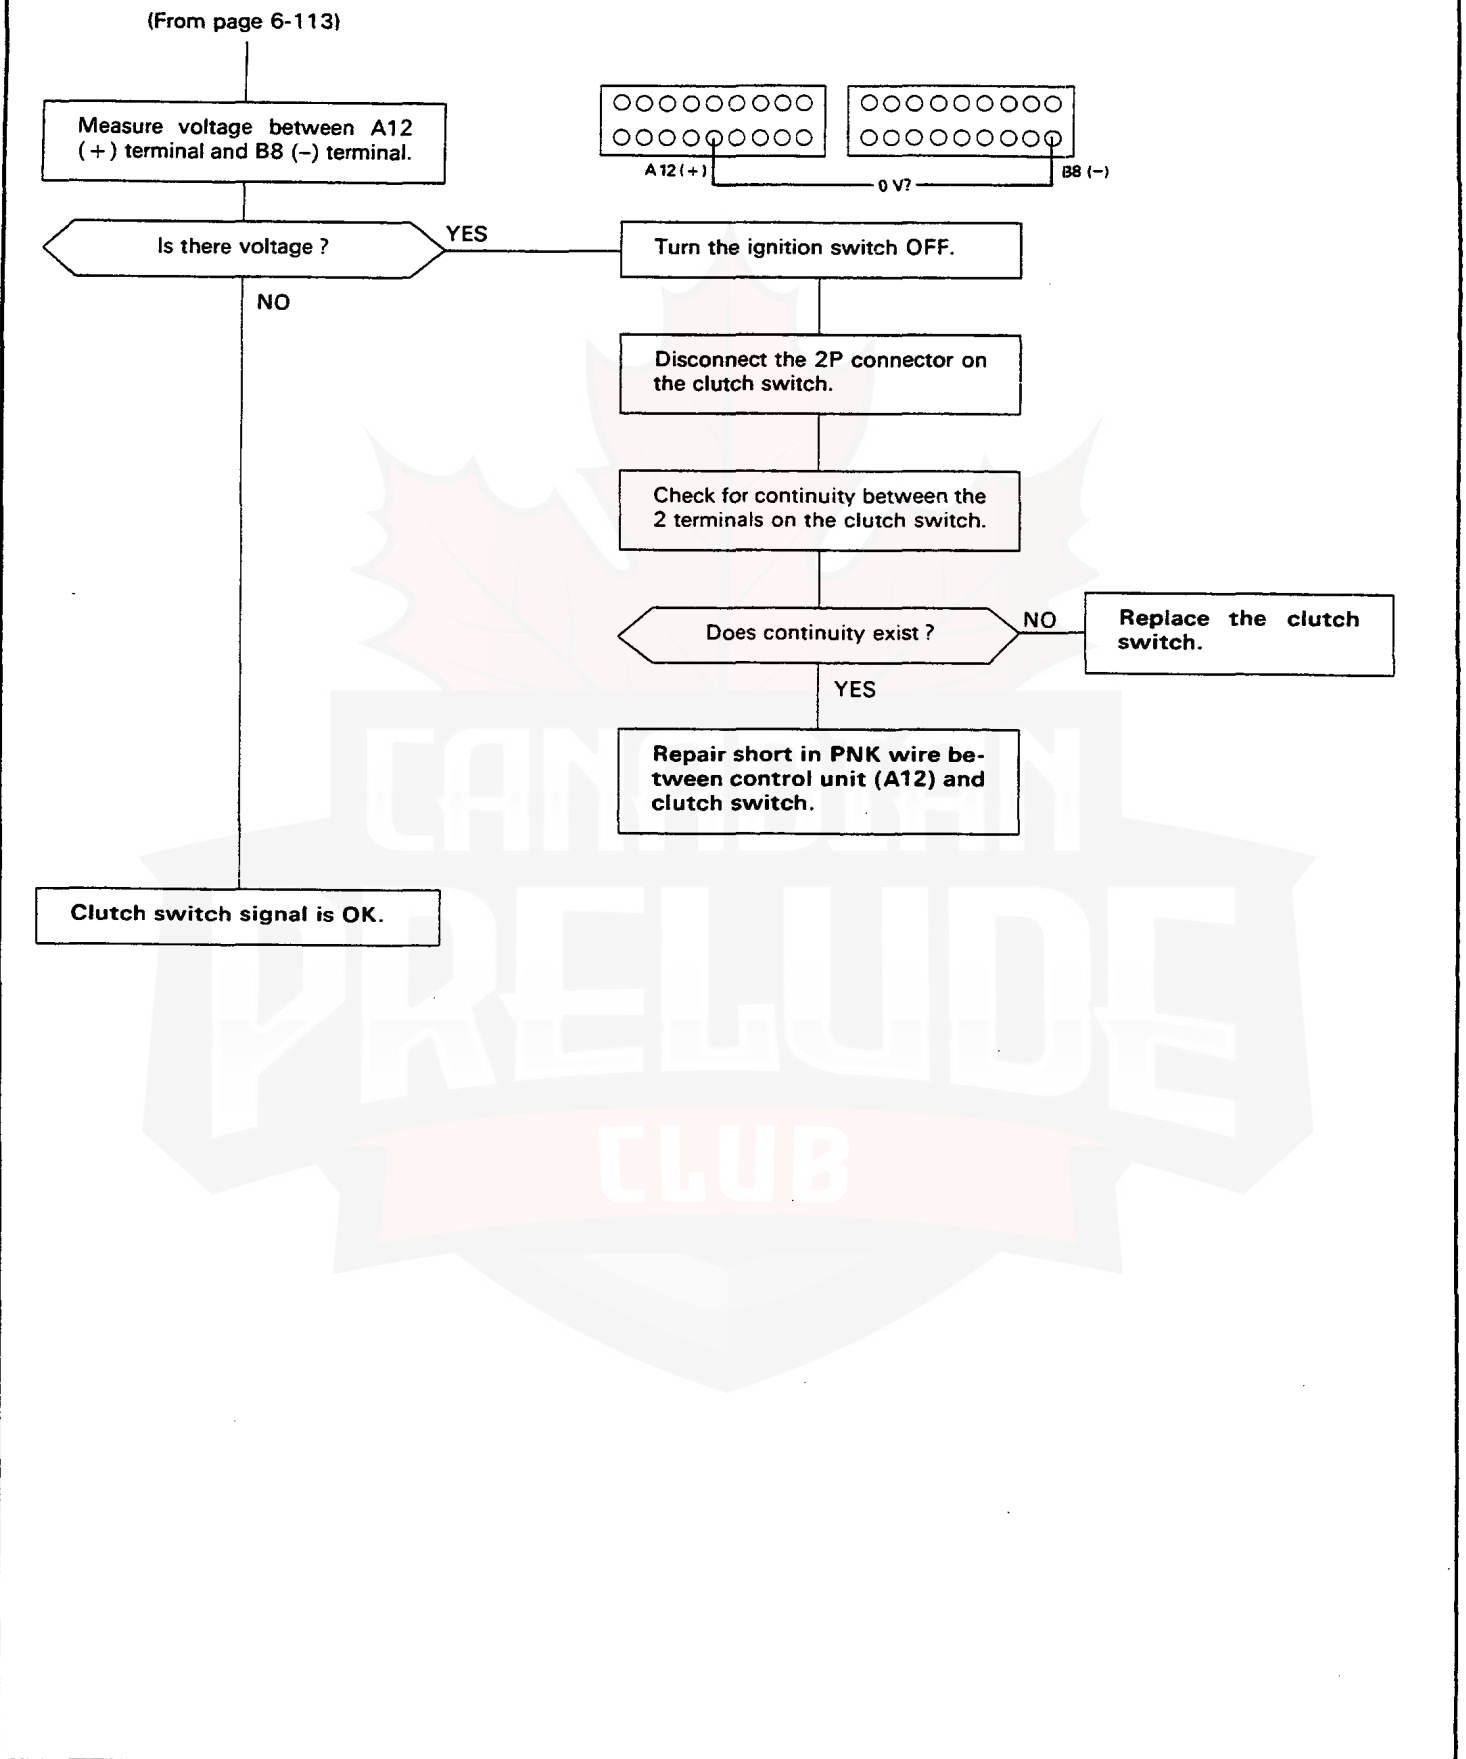 (From page 6-113)
Measure voltage between A12
(+) terminal and B8 (–) terminal.
A12(+)
B8 (–)
0 V?
Is there voltage ?
YES
NO
Turn the ignition switch OFF.
Disconnect the 2P connector on
the clutch switch.
Check for continuity between the
2 terminals on the clutch switch.
Does continuity exist ?
NO
Replace the clutch
switch.
YES
Repair short in PNK wire be-
tween control unit (A12) and
clutch switch.
Clutch switch signal is OK.
CANADIAN
PRELUDE
CLUB